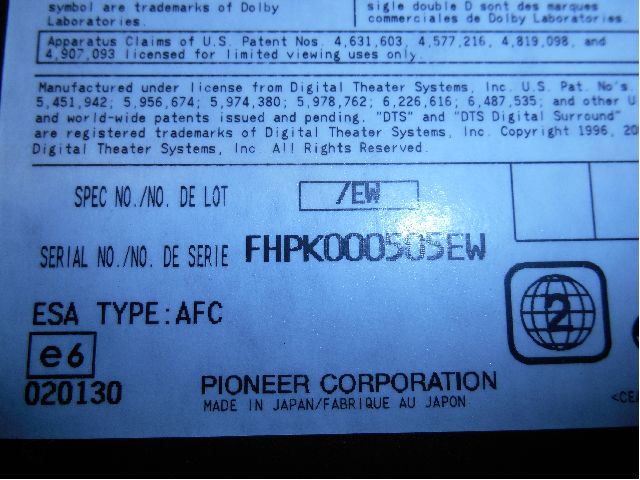 symbol are trademarks of Dolby
Laboratories.
sigle double D sont des marques
commerciales de Dolby Laboratories.
Apparatus Claims of U.S. Patent Nos. 4,631,603, 4,577,216, 4,819,098, and
4,907,093 licensed for limited viewing uses only.
Manufactured under license from Digital Theater Systems, Inc. U.S. Pat. No's.
5,451,942; 5,956,674; 5,974,380; 5,978,762; 6,226,616; 6,487,535; and other U
and world-wide patents issued and pending. "DTS" and "DTS Digital Surround"
are registered trademarks of Digital Theater Systems, Inc. Copyright 1996, 20
Digital Theater Systems, Inc. All Rights Reserved.
SPEC NO./NO. DE LOT /EW
SERIAL NO./NO. DE SERIE FHPK000505EW
ESA TYPE:AFC
e6
020130
2
PIONEER CORPORATION
MADE IN JAPAN/FABRIQUE AU JAPON
<CEA